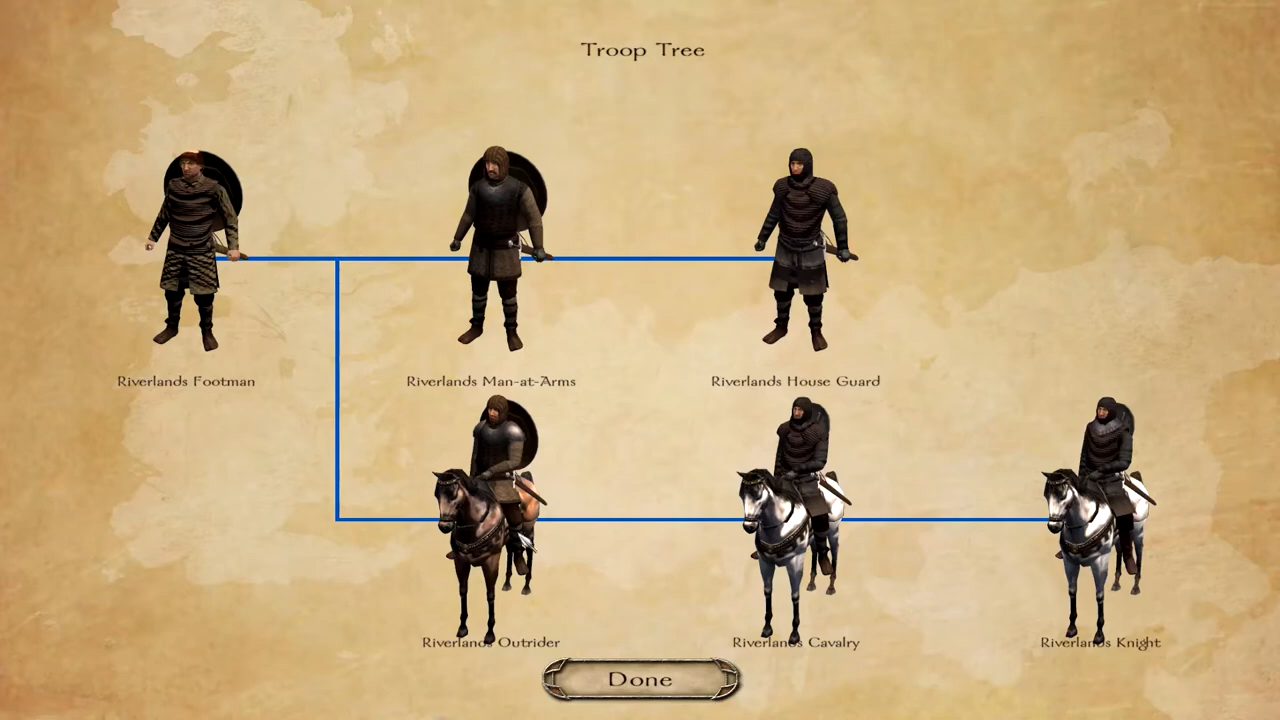 Troop Tree
Riverlands Footman
Riverlands Man-at-Arms
Riverlands House Guard
Riverlands Outrider
Riverlands Cavalry
Riverlands Knight
Done